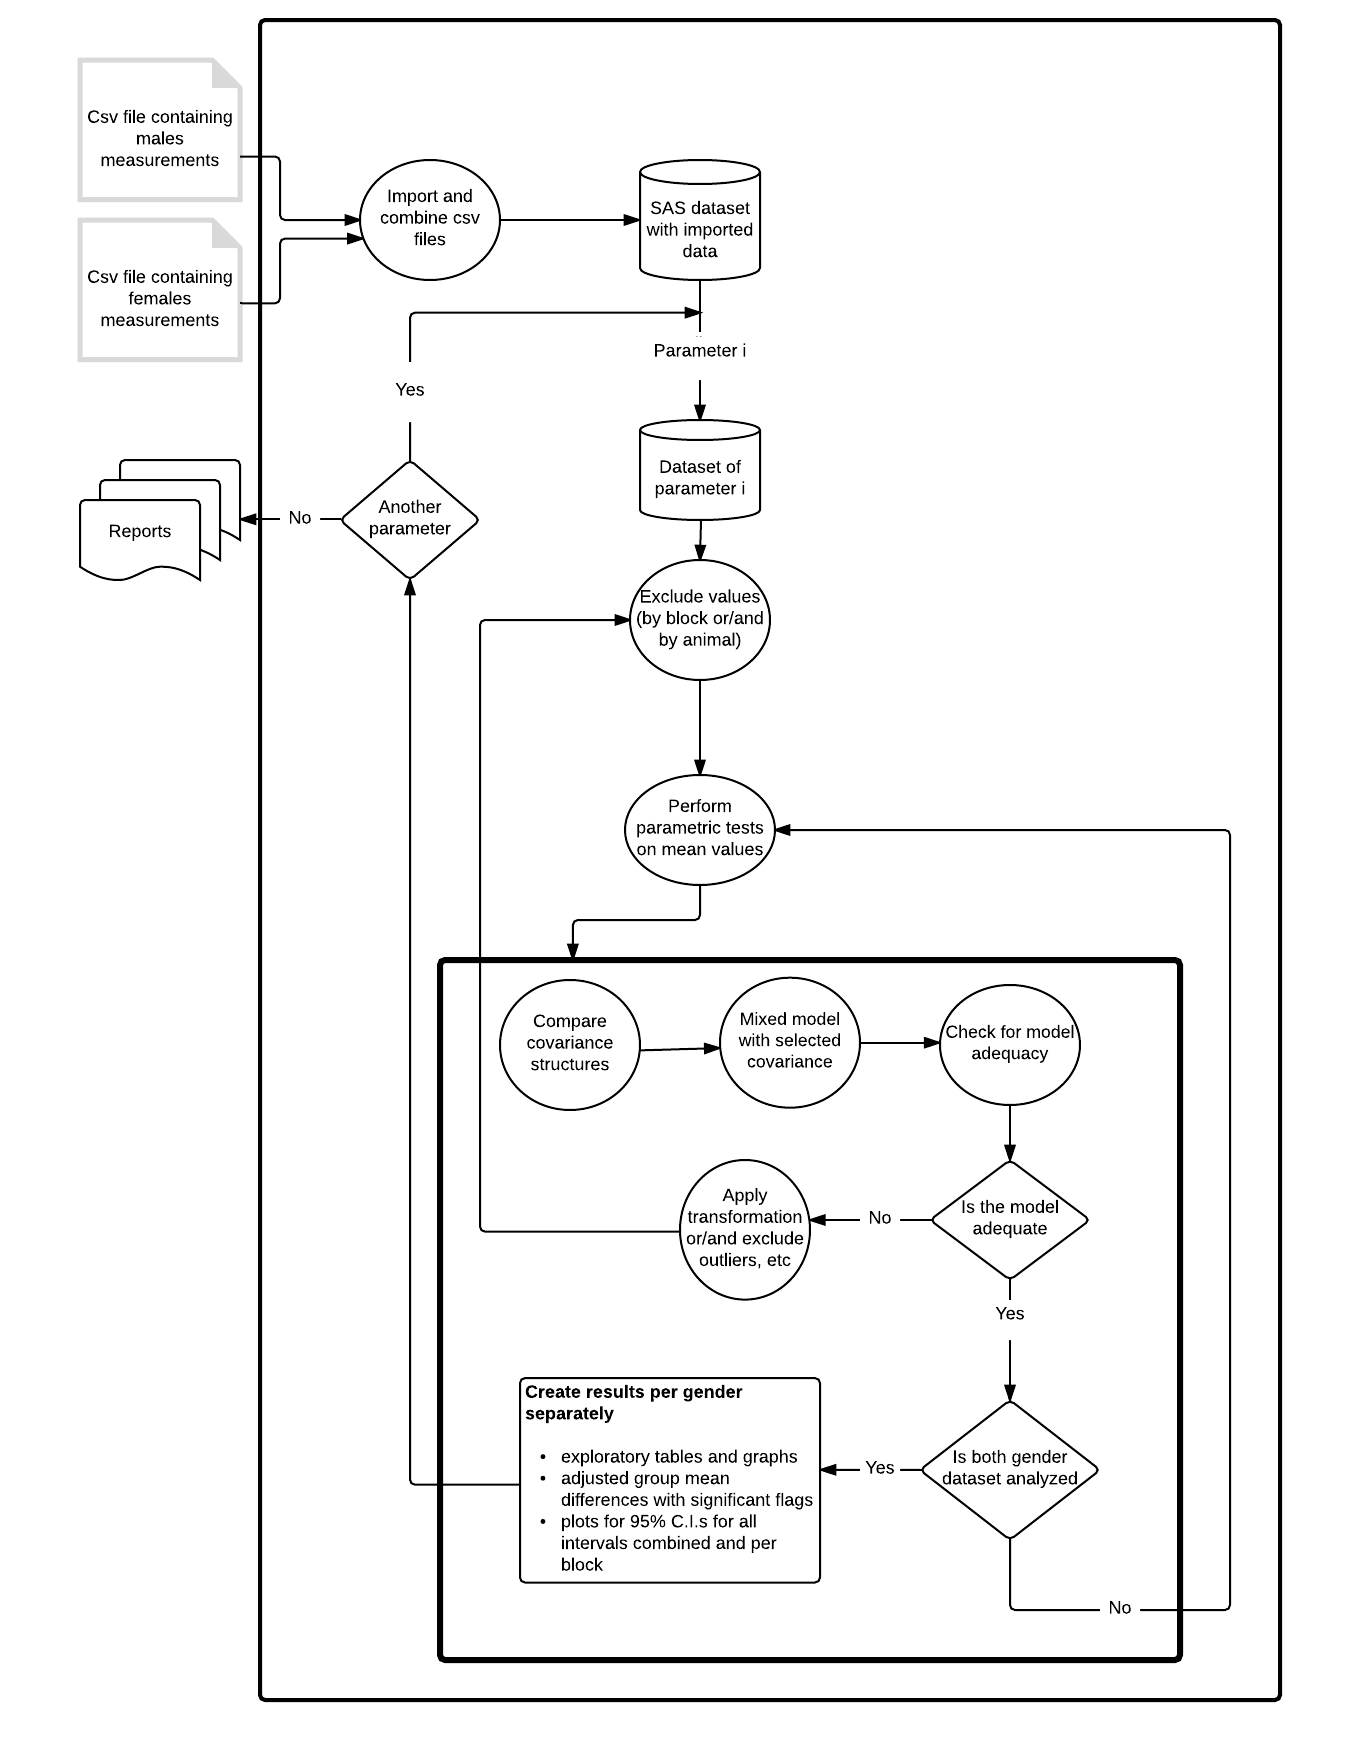 Csv file containing
males
measurements
Import and
combine csv
files
SAS dataset
with imported
data
Csv file containing
females
measurements
Parameter i
Yes
Dataset of
parameter i
Another
parameter
No
Reports
Exclude values
(by block or/and
by animal)
Perform
parametric tests
on mean values
Compare
covariance
structures
Mixed model
with selected
covariance
Check for model
adequacy
Is the model
adequate
No
Apply
transformation
or/and exclude
outliers, etc
Yes
Is both gender
dataset analyzed
Yes
Create results per gender
separately
• exploratory tables and graphs
• adjusted group mean
differences with significant flags
• plots for 95% C.I.s for all
intervals combined and per
block
No